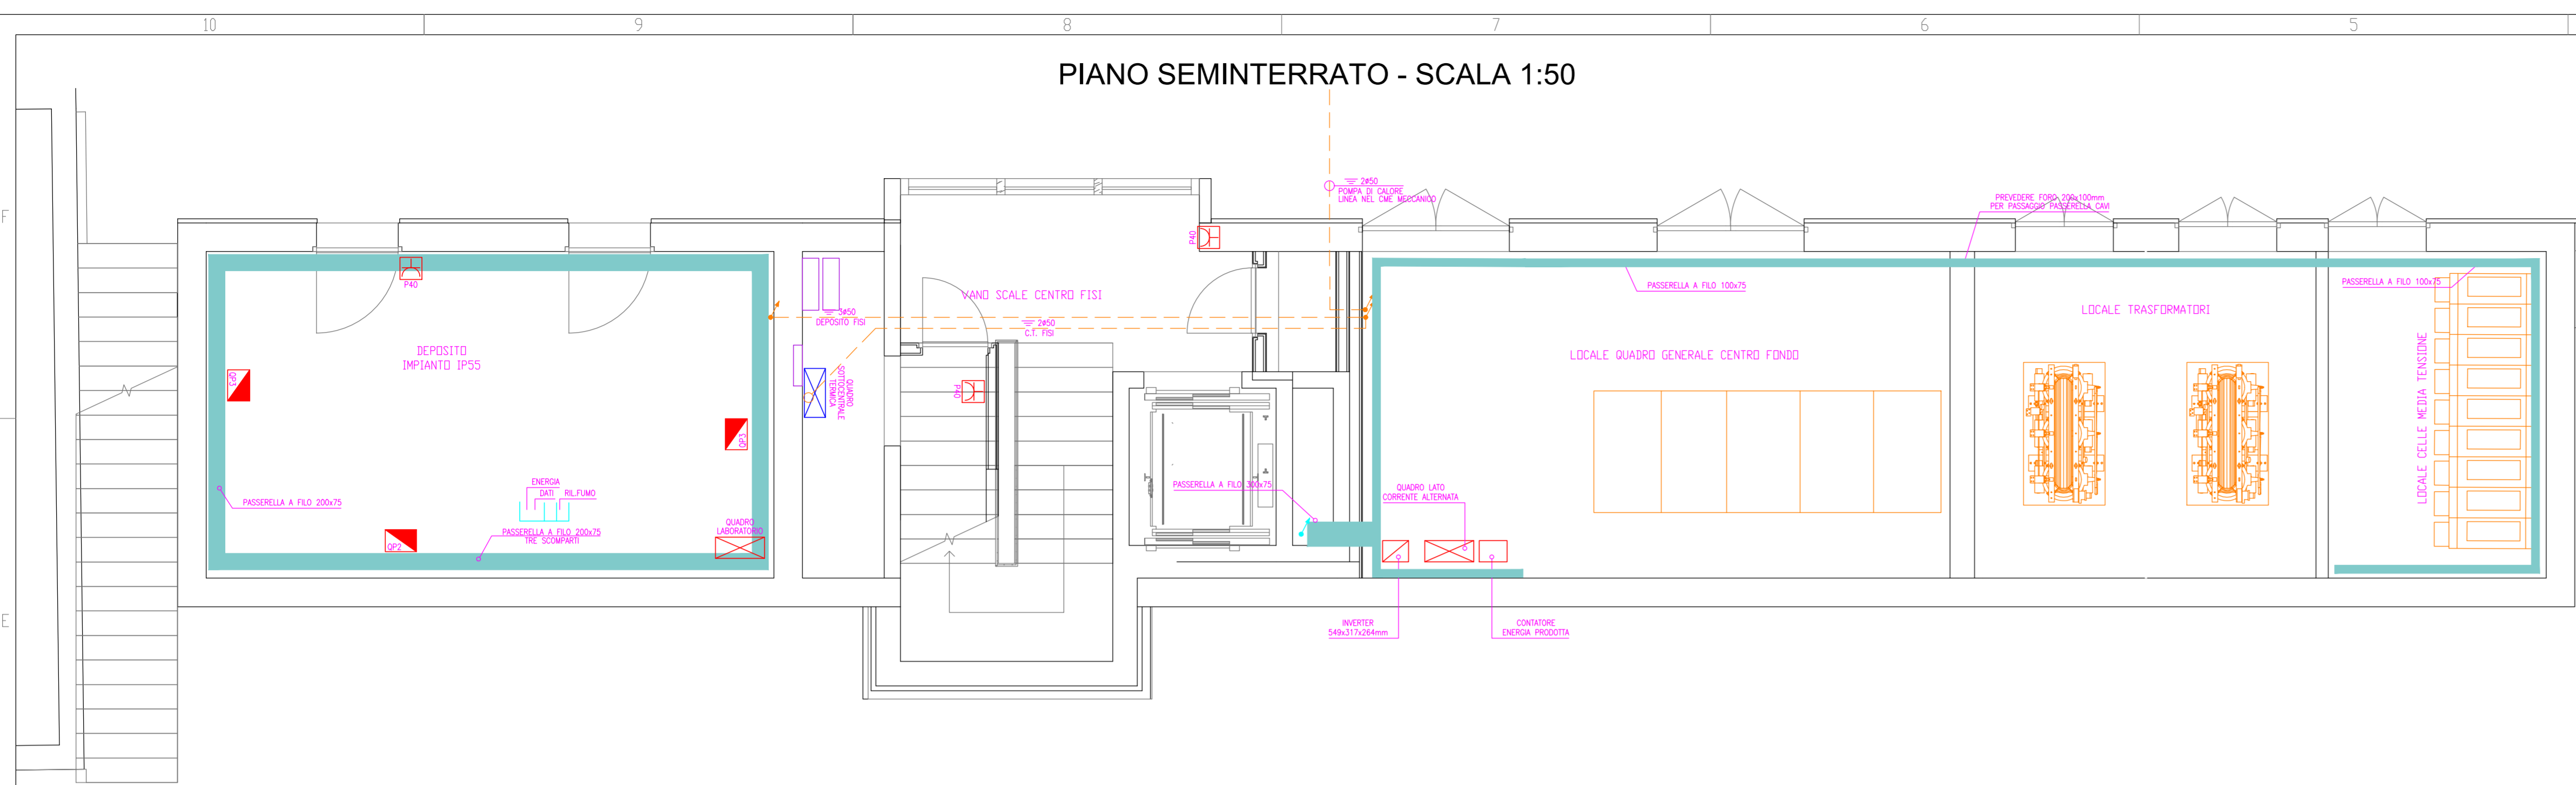 10
9
8
7
6
5
PIANO SEMINTERRATO - SCALA 1:50
F
E
2ø50
POMPA DI CALORE
LINEA NEL CME MECCANICO
PREVEDERE FORO 200x100mm
PER PASSAGGIO PASSERELLA CAVI
P40
P40
P40
VANO SCALE CENTRO FISI
3ø50
DEPOSITO FISI
2ø50
C.T. FISI
PASSERELLA A FILO 100x75
PASSERELLA A FILO 100x75
LOCALE TRASFORMATORI
DEPOSITO
IMPIANTO IP55
LOCALE QUADRO GENERALE CENTRO FONDO
LOCALE CELLE MEDIA TENSIONE
QP3
QUADRO
SOTTOCENTRALE
TERMICA
QP3
ENERGIA
DATI
RIL.FUMO
PASSERELLA A FILO 200x75
PASSERELLA A FILO 300x75
QUADRO LATO
CORRENTE ALTERNATA
QUADRO
LABORATORIO
PASSERELLA A FILO 200x75
TRE SCOMPARTI
QP2
INVERTER
549x317x264mm
CONTATORE
ENERGIA PRODOTTA